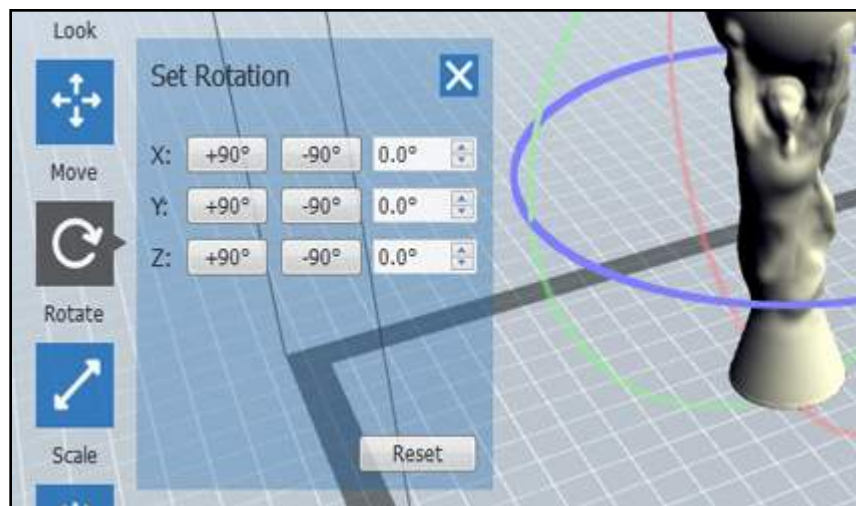 Look
Set Rotation
Move
X: +90° -90° 0.0°
Y: +90° -90° 0.0°
Z: +90° -90° 0.0°
Rotate
Scale
Reset